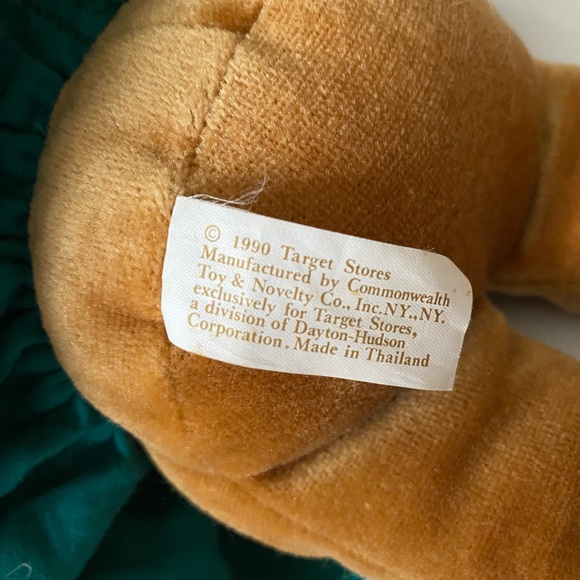 © 1990 Target Stores
Manufactured by Commonwealth
Toy & Novelty Co., Inc.NY.,NY.
exclusively for Target Stores,
a division of Dayton-Hudson
Corporation. Made in Thailand